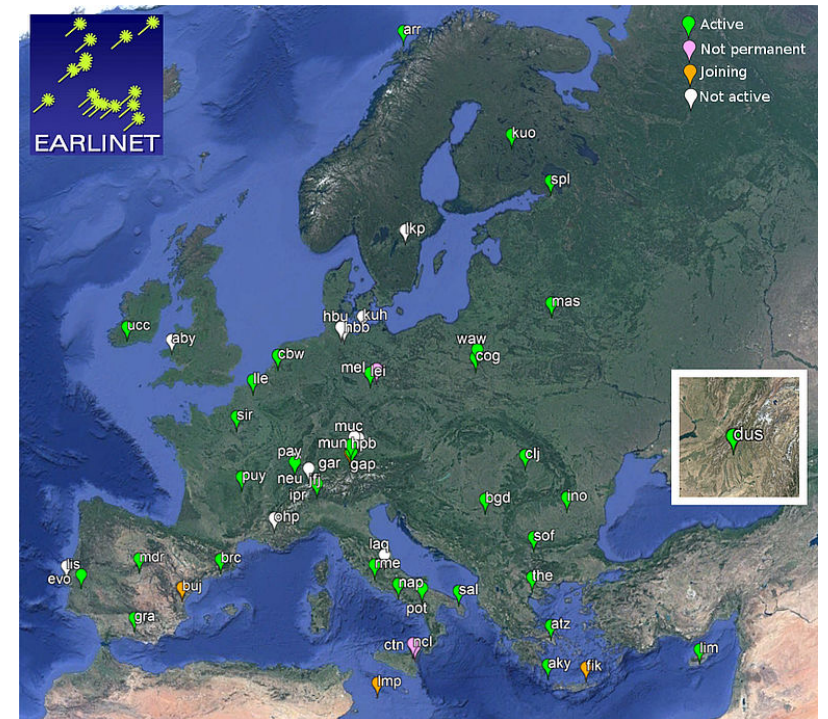 EARLINET
Active
Not permanent
Joining
Not active
arr
kuo
spl
lkp
mas
hbu
kuh
hbb
ucc
aby
cbw
waw
cog
lle
mel
lei
dus
sir
muc
mun
hpb
pay
gar
gap
clj
puy
neu
jfj
ipr
bgd
ino
ohp
sof
laq
lis
mdr
brc
rme
evo
buj
nap
sal
the
pot
gra
atz
ctn
ncl
lim
aky
fik
lmp